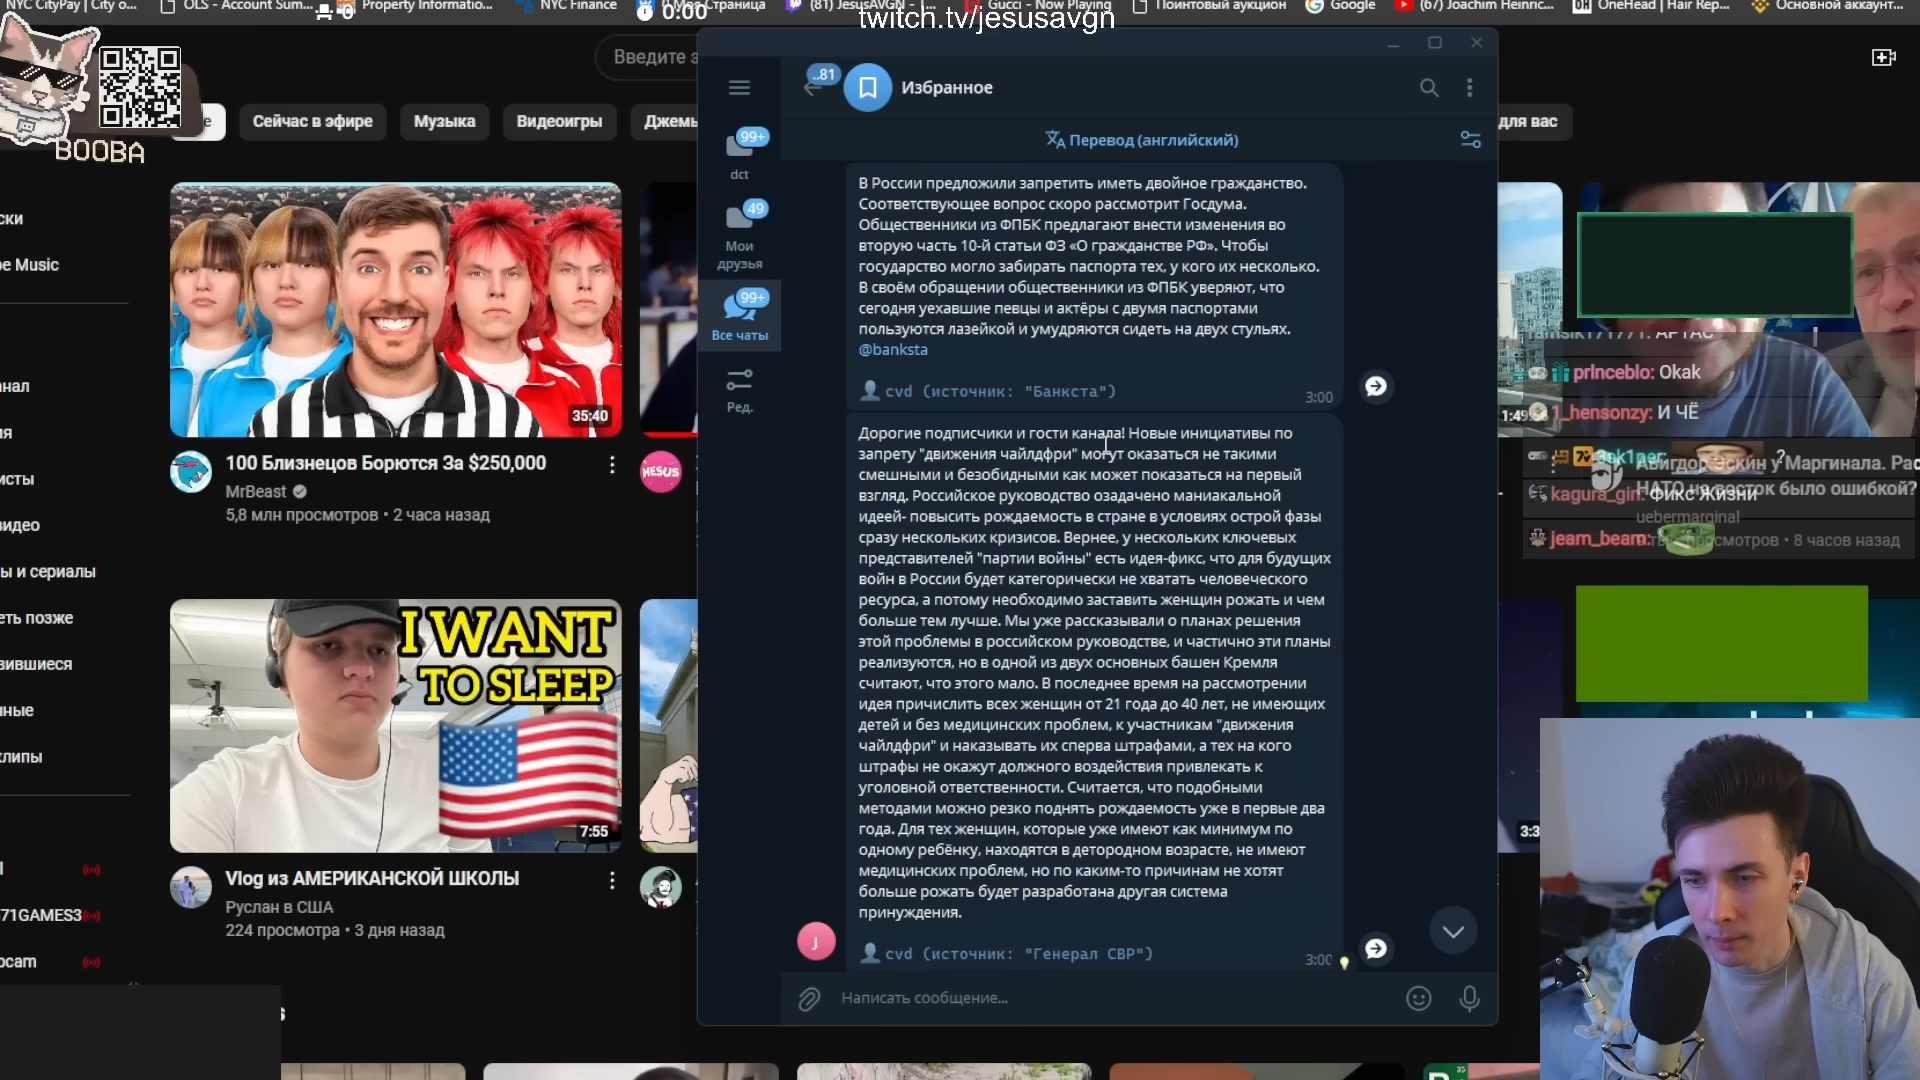 NYC CityPay | City o...
OLS - Account Sum...
Property Informatio...
NYC Finance
0:00
Моя Страница
(81) JesusAVGN - |...
Gucci - Now Playing
Поинтовый аукцион
Google
(67) Joachim Heinric...
OneHead | Hair Rep...
Основной аккаунт...
twitch.tv/jesusavgn
BOOBA
Введите з
е
Сейчас в эфире
Музыка
Видеоигры
Джемы
для вас
ски
be Music
нал
ия
исты
видео
ы и сериалы
еть позже
вившиеся
нные
клипы
571GAMES3
ocam
35:40
100 Близнецов Борются За $250,000
MrBeast
5,8 млн просмотров • 2 часа назад
HESUS
I WANT
TO SLEEP
7:55
Vlog из АМЕРИКАНСКОЙ ШКОЛЫ
Руслан в США
224 просмотра • 3 дня назад
..81
Избранное
Перевод (английский)
99+
dct
49
Мои
друзья
99+
Все чаты
Ред.
В России предложили запретить иметь двойное гражданство.
Соответствующее вопрос скоро рассмотрит Госдума.
Общественники из ФПБК предлагают внести изменения во
вторую часть 10-й статьи ФЗ «О гражданстве РФ». Чтобы
государство могло забирать паспорта тех, у кого их несколько.
В своём обращении общественники из ФПБК уверяют, что
сегодня уехавшие певцы и актёры с двумя паспортами
пользуются лазейкой и умудряются сидеть на двух стульях.
@banksta
cvd (источник: "Банкста")
3:00
Дорогие подписчики и гости канала! Новые инициативы по
запрету "движения чайлдфри" могут оказаться не такими
смешными и безобидными как может показаться на первый
взгляд. Российское руководство озадачено маниакальной
идеей- повысить рождаемость в стране в условиях острой фазы
сразу нескольких кризисов. Вернее, у нескольких ключевых
представителей "партии войны" есть идея-фикс, что для будущих
войн в России будет категорически не хватать человеческого
ресурса, а потому необходимо заставить женщин рожать и чем
больше тем лучше. Мы уже рассказывали о планах решения
этой проблемы в российском руководстве, и частично эти планы
реализуются, но в одной из двух основных башен Кремля
считают, что этого мало. В последнее время на рассмотрении
идея причислить всех женщин от 21 года до 40 лет, не имеющих
детей и без медицинских проблем, к участникам "движения
чайлдфри" и наказывать их сперва штрафами, а тех на кого
штрафы не окажут должного воздействия привлекать к
уголовной ответственности. Считается, что подобными
методами можно резко поднять рождаемость уже в первые два
года. Для тех женщин, которые уже имеют как минимум по
одному ребёнку, находятся в детородном возрасте, не имеют
медицинских проблем, но по каким-то причинам не хотят
больше рожать будет разработана другая система
принуждения.
J
cvd (источник: "Генерал СВР")
3:00
Написать сообщение...
princeblo: Okak
1:49
1_hensonzy: И ЧЁ
?
Авигдор Эскин у Маргинала. Рас
НАТО на восток было ошибкой?
kagura_girl: ФИКС ЖИЗНИ
uebermarginal
jeam_beam:
просмотров • 8 часов назад
3:3